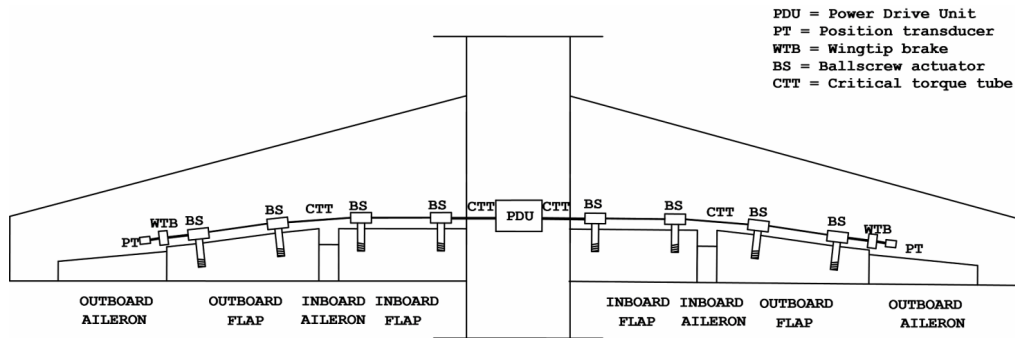 PDU = Power Drive Unit
PT = Position transducer
WTB = Wingtip brake
BS = Ballscrew actuator
CTT = Critical torque tube
PT
WTB
BS
BS
CTT
BS
BS
CTT
PDU
CTT
BS
BS
CTT
BS
BS
WTB
PT
OUTBOARD
AILERON
OUTBOARD
FLAP
INBOARD
AILERON
INBOARD
FLAP
INBOARD
FLAP
INBOARD
AILERON
OUTBOARD
FLAP
OUTBOARD
AILERON